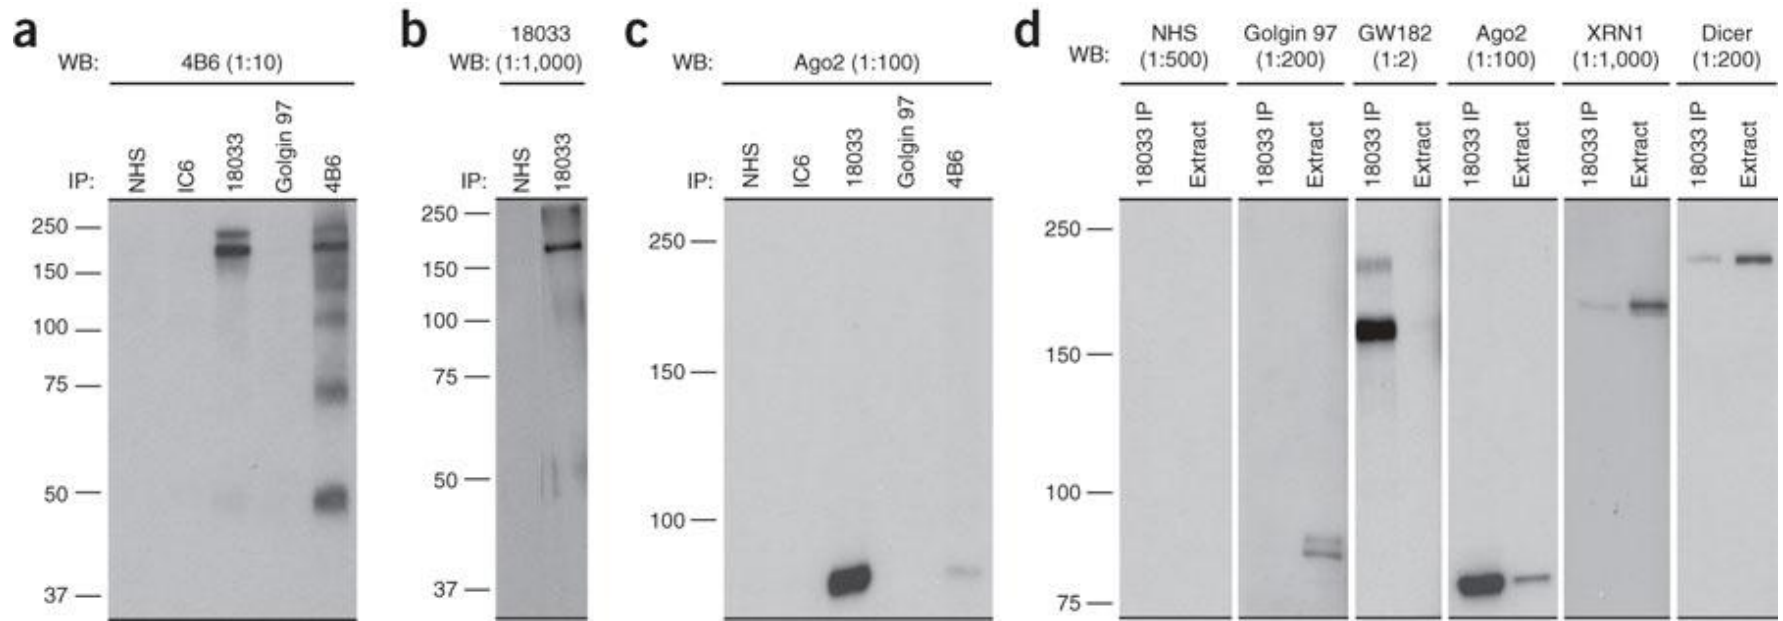 a
WB: 4B6 (1:10)
IP: NHS IC6 18033 Golgin 97 4B6
250
150
100
75
50
37
b
18033
WB: (1:1,000)
IP: NHS 18033
250
150
100
75
50
37
c
WB: Ago2 (1:100)
IP: NHS IC6 18033 Golgin 97 4B6
250
150
100
d
NHS Golgin 97 GW182 Ago2 XRN1 Dicer
WB: (1:500) (1:200) (1:2) (1:100) (1:1,000) (1:200)
18033 IP Extract 18033 IP Extract 18033 IP Extract 18033 IP Extract 18033 IP Extract 18033 IP Extract
250
150
100
75